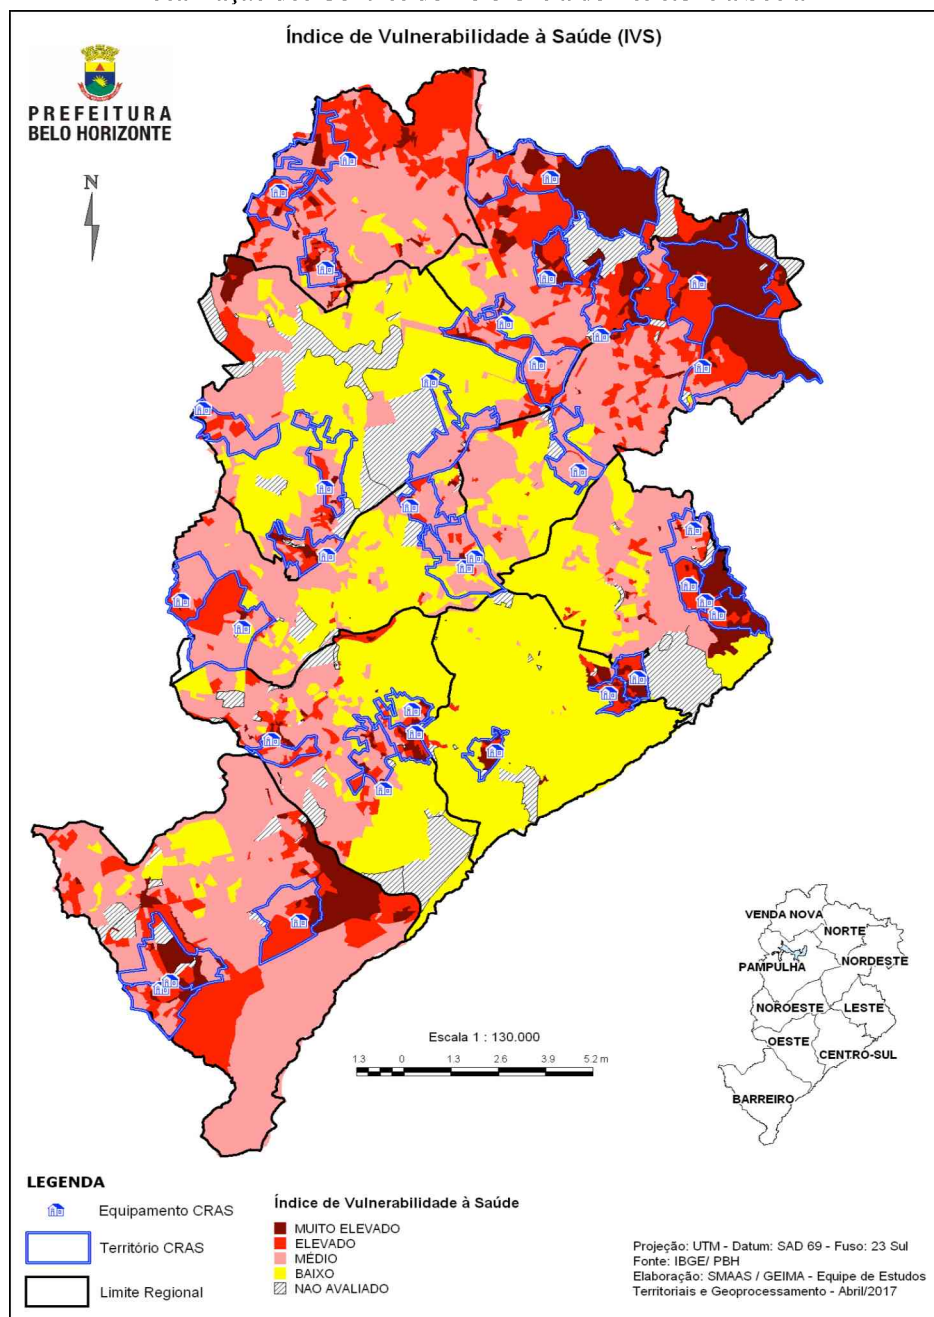 Índice de Vulnerabilidade à Saúde (IVS)
PREFEITURA
BELO HORIZONTE
N
VENDA NOVA
NORTE
NORDESTE
PAMPULHA
NOROESTE
LESTE
OESTE
CENTRO-SUL
BARREIRO
Escala 1 : 130.000
1.3 0 1.3 2.6 3.9 5.2 m
LEGENDA
Equipamento CRAS
Território CRAS
Limite Regional
Índice de Vulnerabilidade à Saúde
MUITO ELEVADO
ELEVADO
MÉDIO
BAIXO
NAO AVALIADO
Projeção: UTM - Datum: SAD 69 - Fuso: 23 Sul
Fonte: IBGE/ PBH
Elaboração: SMAAS / GEIMA - Equipe de Estudos
Territoriais e Geoprocessamento - Abril/2017